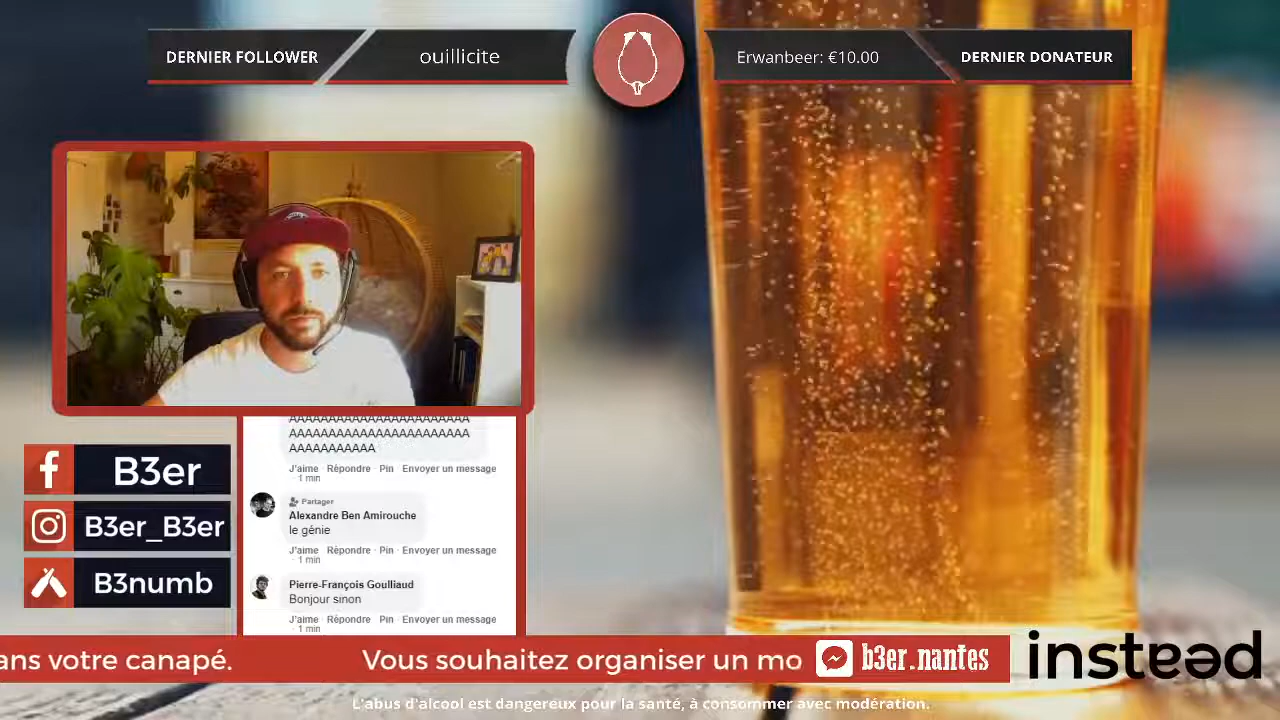 DERNIER FOLLOWER
ouillicite
Erwanbeer: €10.00
DERNIER DONATEUR
AAAAAAAAAAAAAAAAAAAAAAA
AAAAAAAAAAAAAAAAAAAAAAA
AAAAAAAAAAA
J'aime · Répondre · Pin · Envoyer un message
· 1 min
Partager
Alexandre Ben Amirouche
le génie
J'aime · Répondre · Pin · Envoyer un message
· 1 min
Pierre-François Goulliaud
Bonjour sinon
J'aime · Répondre · Pin · Envoyer un message
· 1 min
B3er
B3er_B3er
B3numb
ans votre canapé.
Vous souhaitez organiser un mo
b3er.nantes
instead
L'abus d'alcool est dangereux pour la santé, à consommer avec modération.